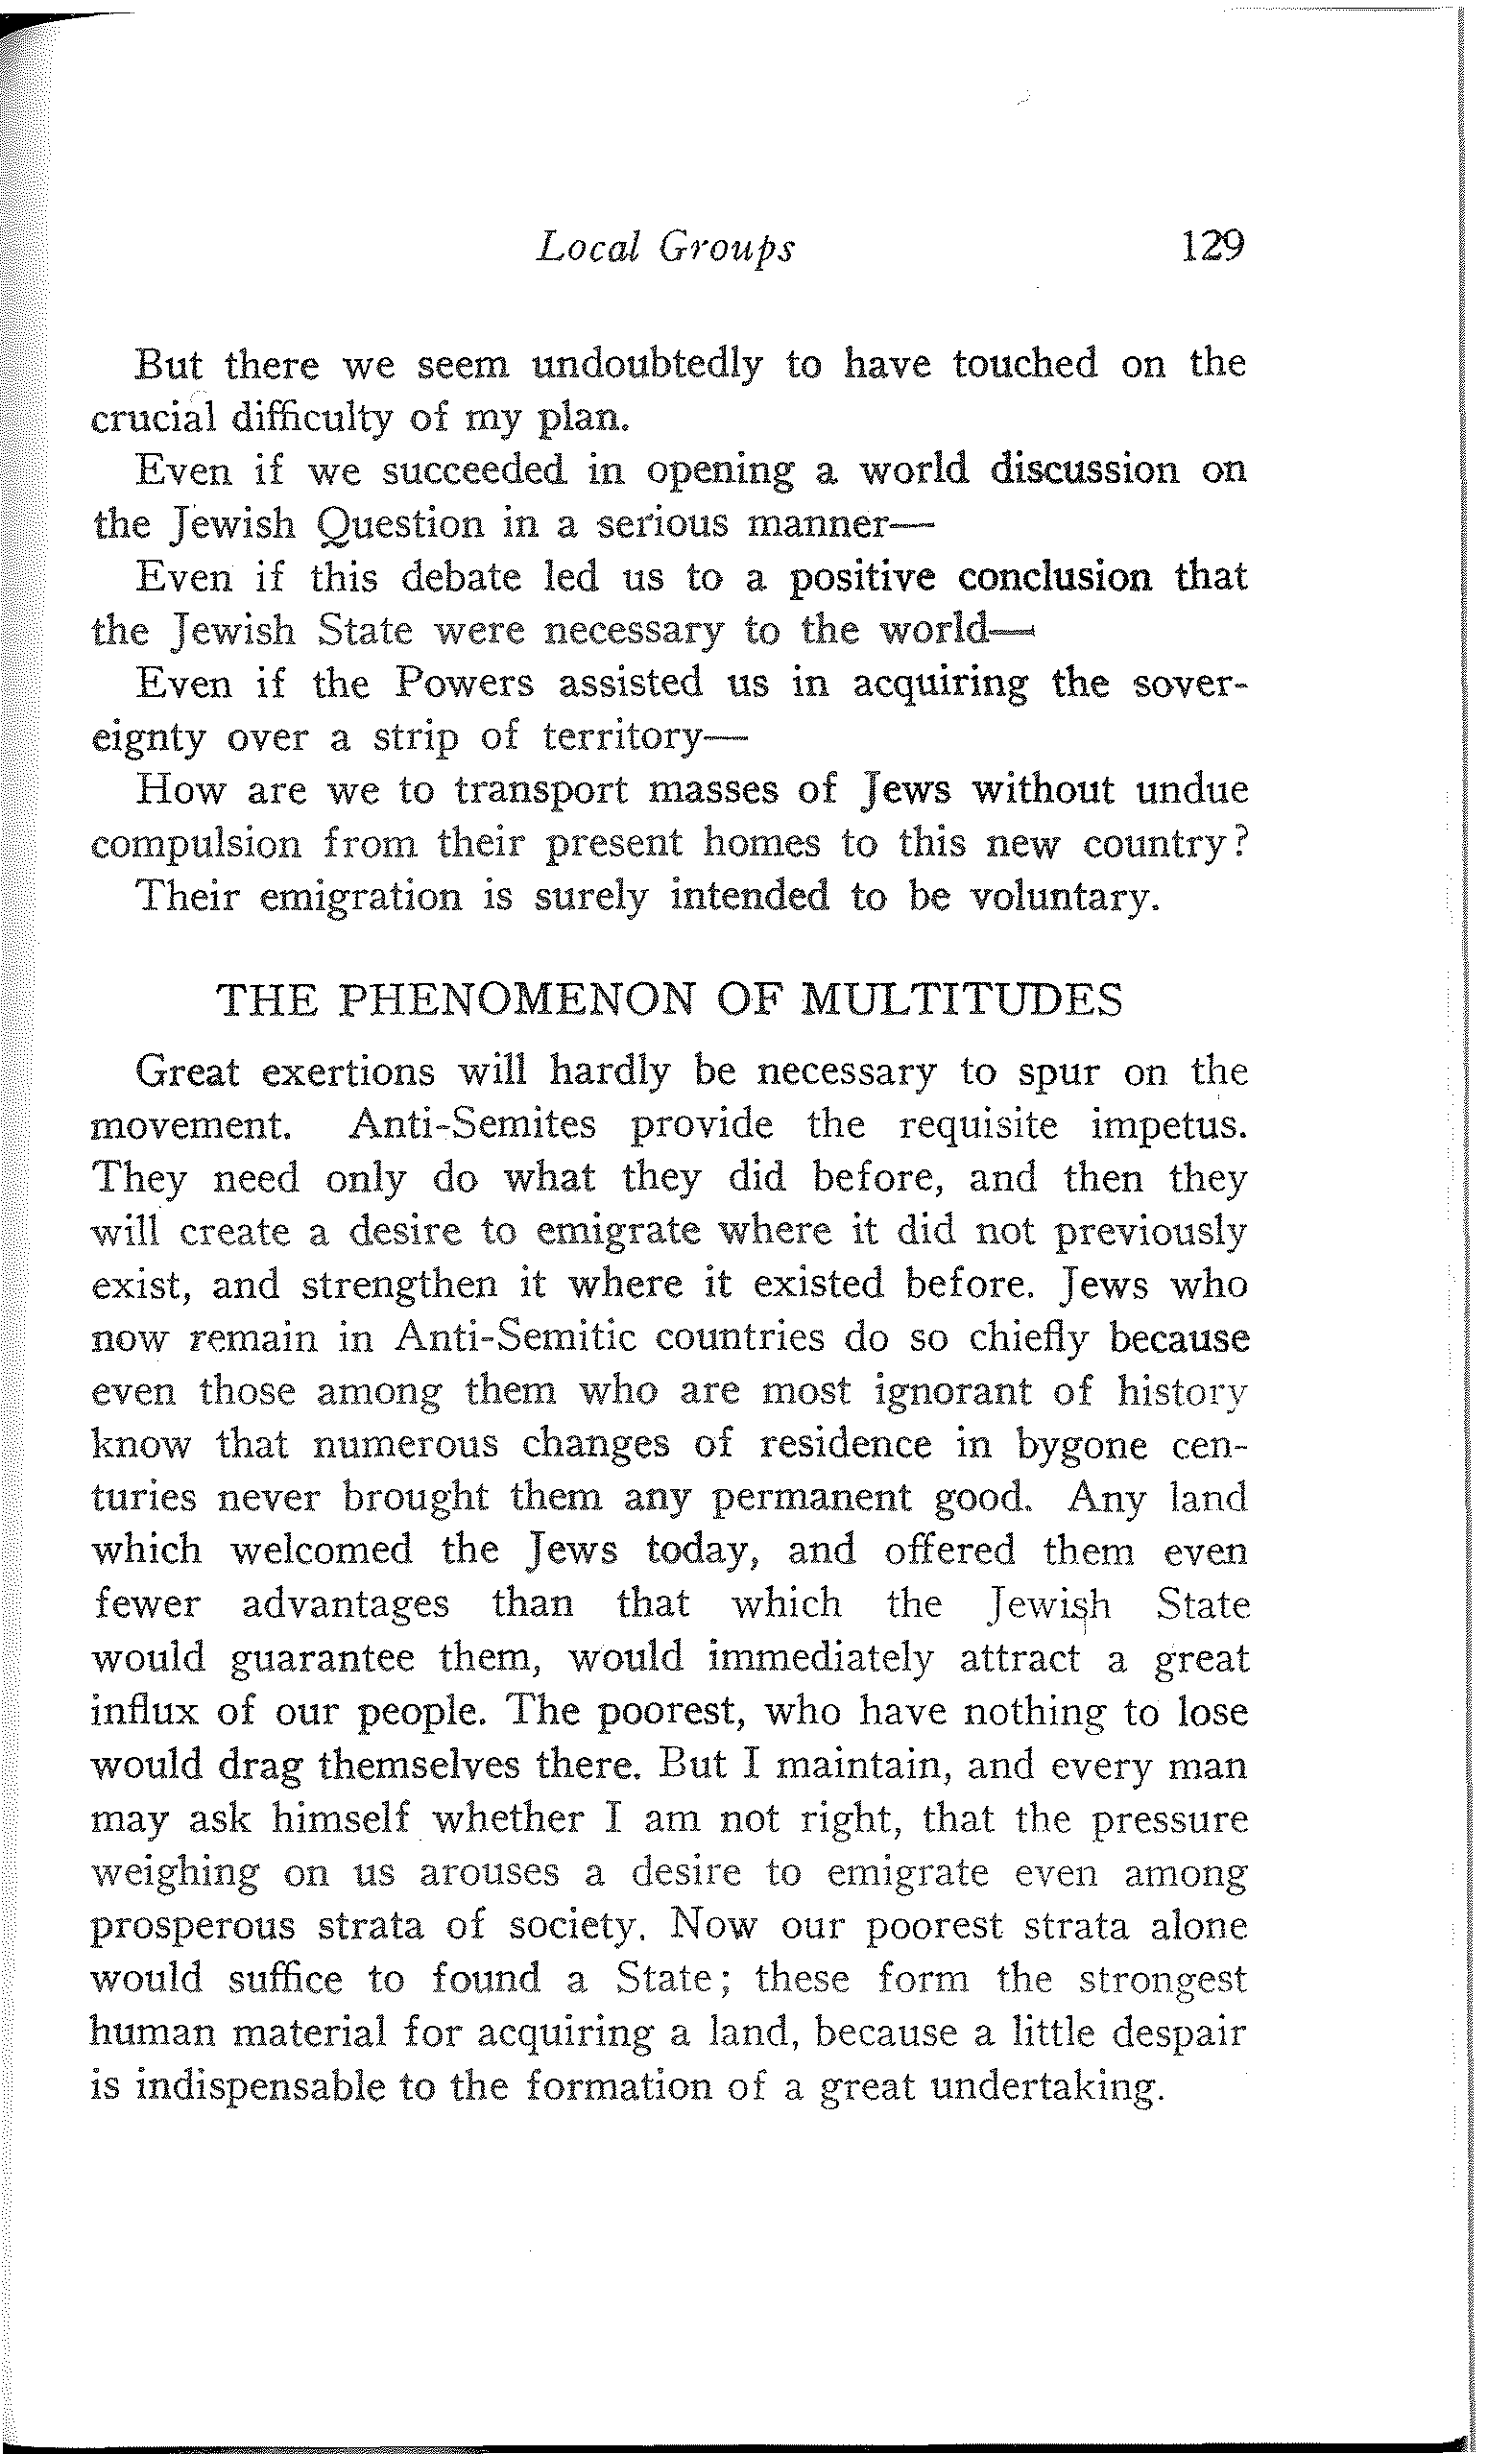 Local Groups 129
But there we seem undoubtedly to have touched on the
crucial difficulty of my plan.
Even if we succeeded in opening a world discussion on
the Jewish Question in a serious manner—
Even if this debate led us to a positive conclusion that
the Jewish State were necessary to the world—
Even if the Powers assisted us in acquiring the sover-
eignty over a strip of territory—
How are we to transport masses of Jews without undue
compulsion from their present homes to this new country?
Their emigration is surely intended to be voluntary.
THE PHENOMENON OF MULTITUDES
Great exertions will hardly be necessary to spur on the
movement. Anti-Semites provide the requisite impetus.
They need only do what they did before, and then they
will create a desire to emigrate where it did not previously
exist, and strengthen it where it existed before. Jews who
now remain in Anti-Semitic countries do so chiefly because
even those among them who are most ignorant of history
know that numerous changes of residence in bygone cen-
turies never brought them any permanent good. Any land
which welcomed the Jews today, and offered them even
fewer advantages than that which the Jewish State
would guarantee them, would immediately attract a great
influx of our people. The poorest, who have nothing to lose
would drag themselves there. But I maintain, and every man
may ask himself whether I am not right, that the pressure
weighing on us arouses a desire to emigrate even among
prosperous strata of society. Now our poorest strata alone
would suffice to found a State; these form the strongest
human material for acquiring a land, because a little despair
is indispensable to the formation of a great undertaking.